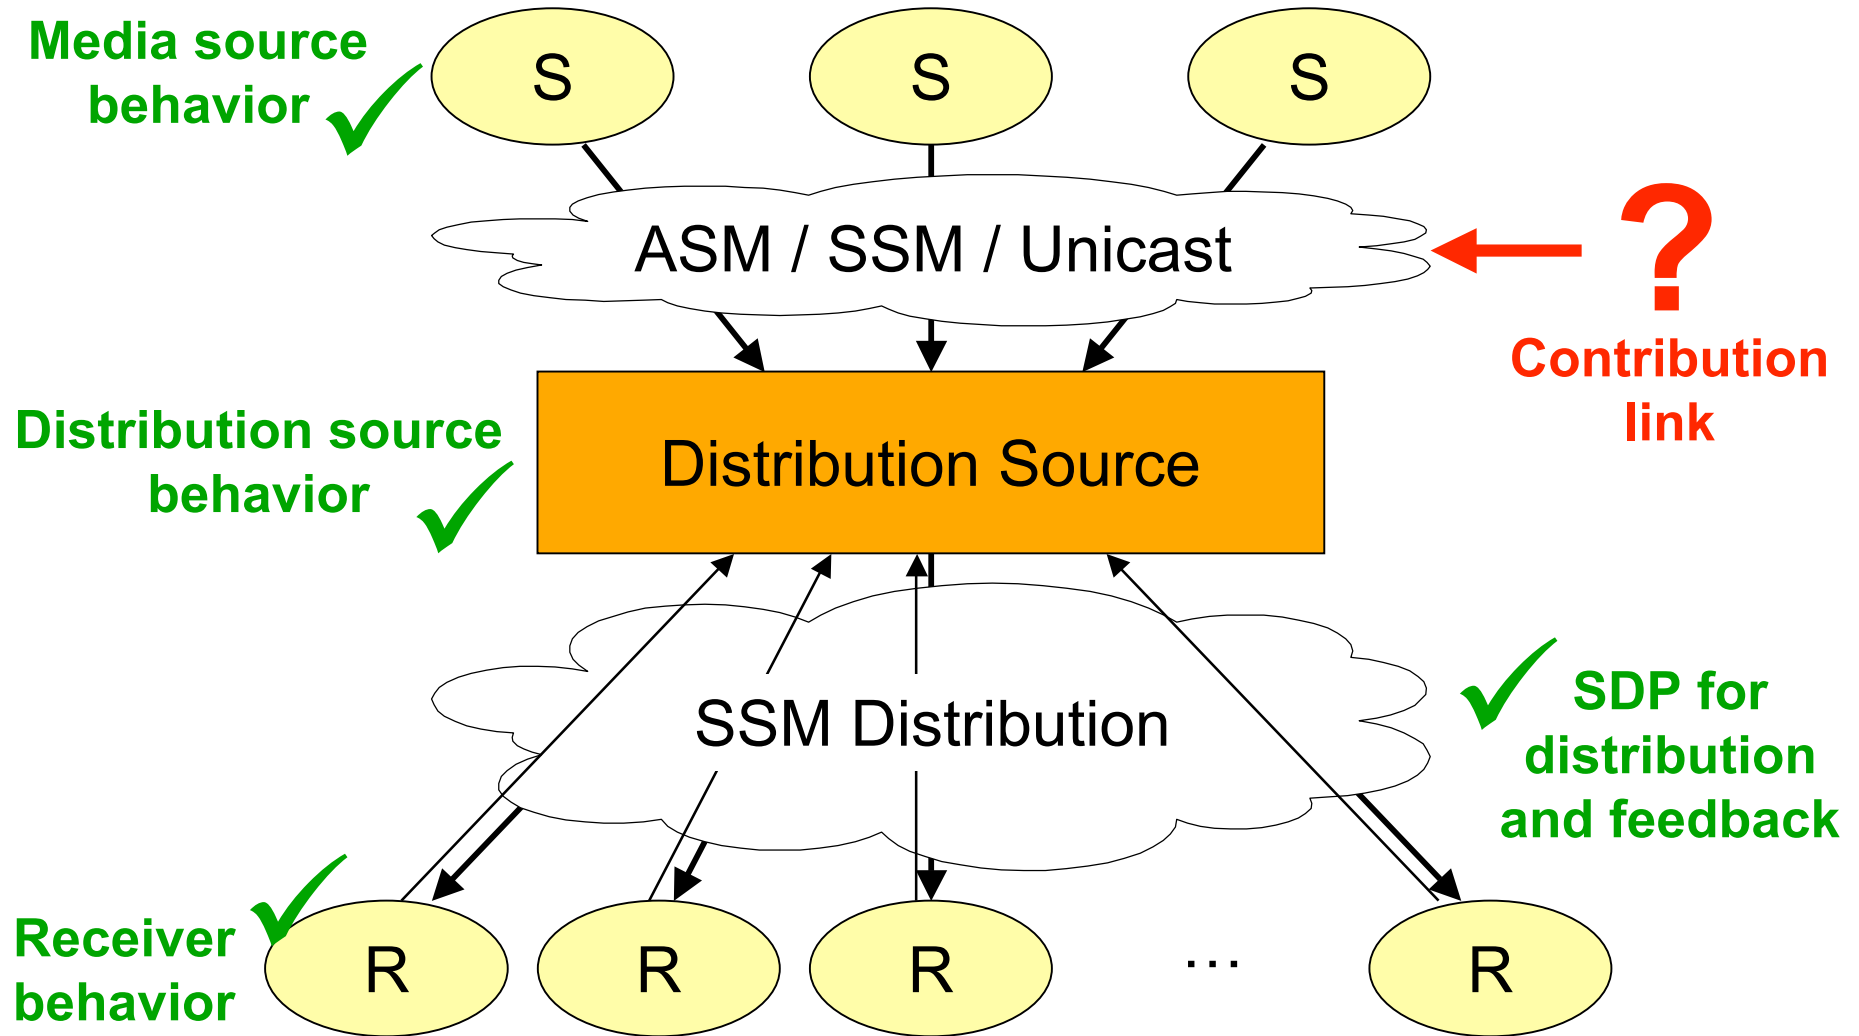 Media source
behavior
S
S
S
ASM / SSM / Unicast
?
Contribution
link
Distribution source
behavior
Distribution Source
SSM Distribution
SDP for
distribution
and feedback
Receiver
behavior
R
R
R
...
R